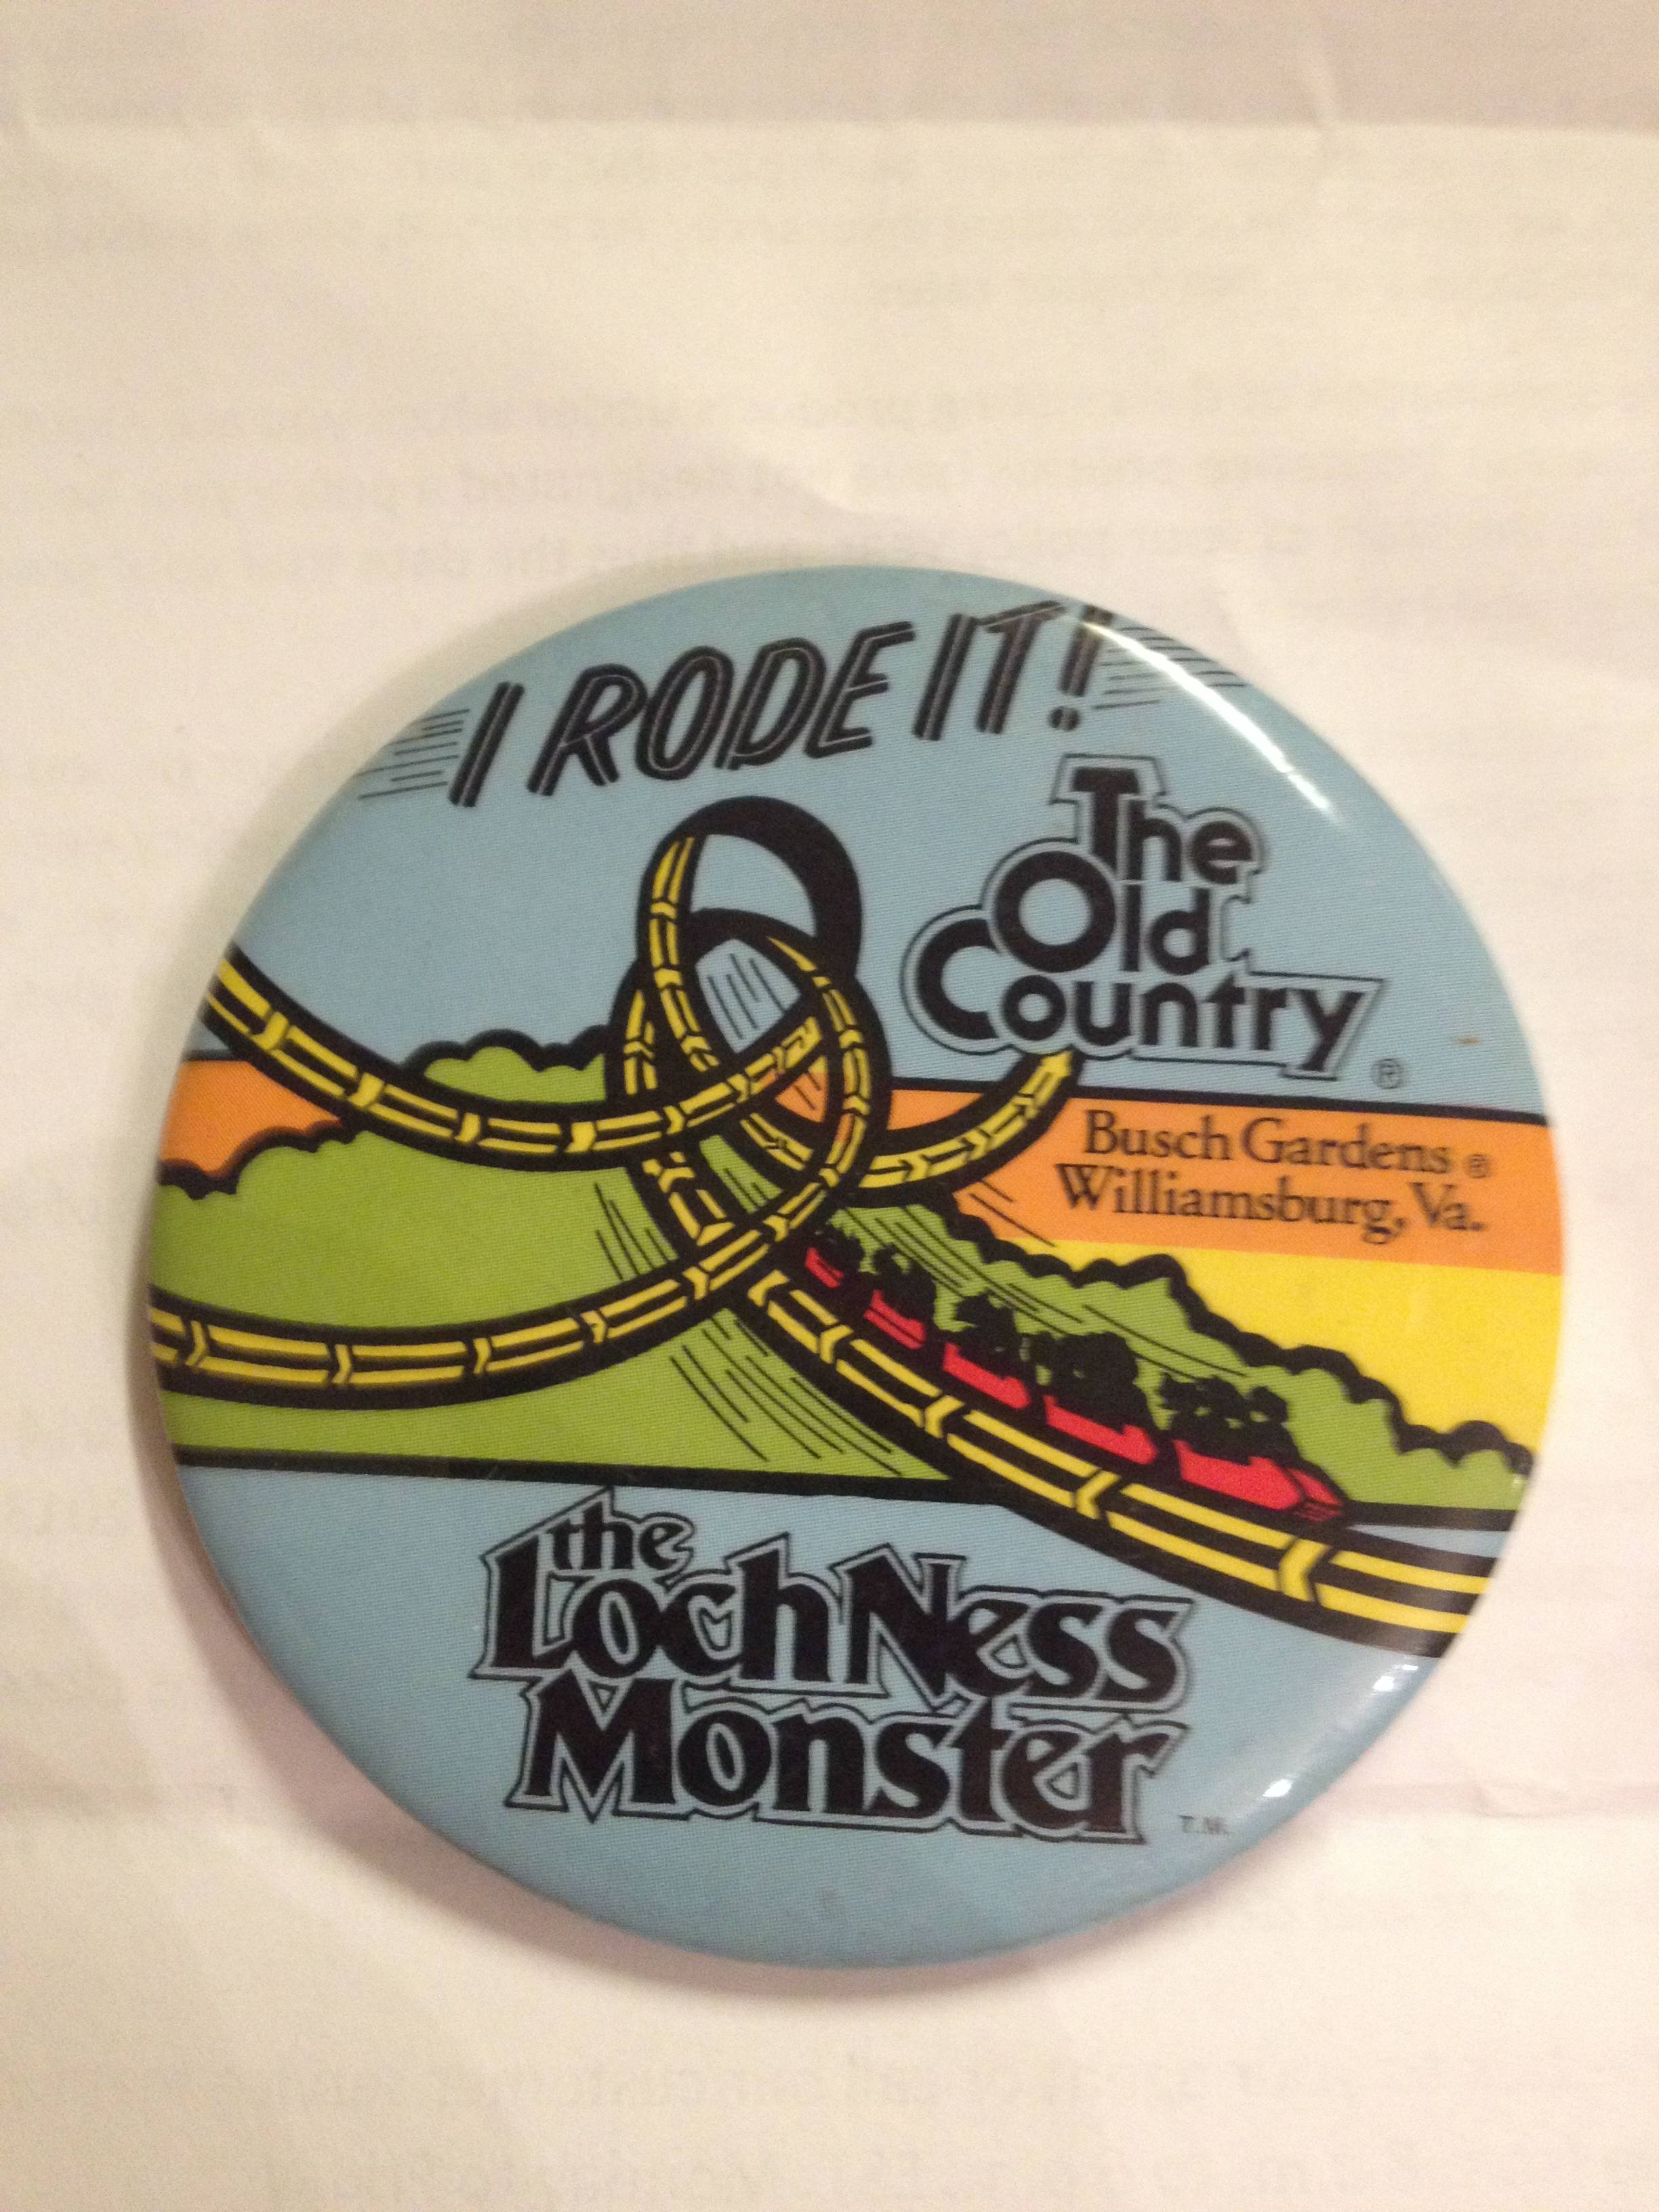 I RODE IT!
The
Old
Country ®
Busch Gardens ®
Williamsburg, Va.
the
Loch Ness
Monster T.M.